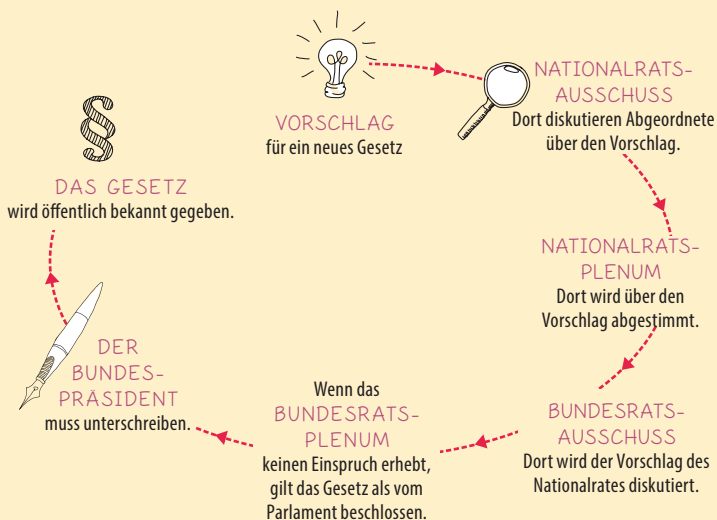 VORSCHLAG
für ein neues Gesetz
NATIONALRATS-
AUSSCHUSS
Dort diskutieren Abgeordnete
über den Vorschlag.
NATIONALRATS-
PLENUM
Dort wird über den
Vorschlag abgestimmt.
BUNDESRATS-
AUSSCHUSS
Dort wird der Vorschlag des
Nationalrates diskutiert.
Wenn das
BUNDESRATS-
PLENUM
keinen Einspruch erhebt,
gilt das Gesetz als vom
Parlament beschlossen.
DER
BUNDES-
PRÄSIDENT
muss unterschreiben.
§
DAS GESETZ
wird öffentlich bekannt gegeben.